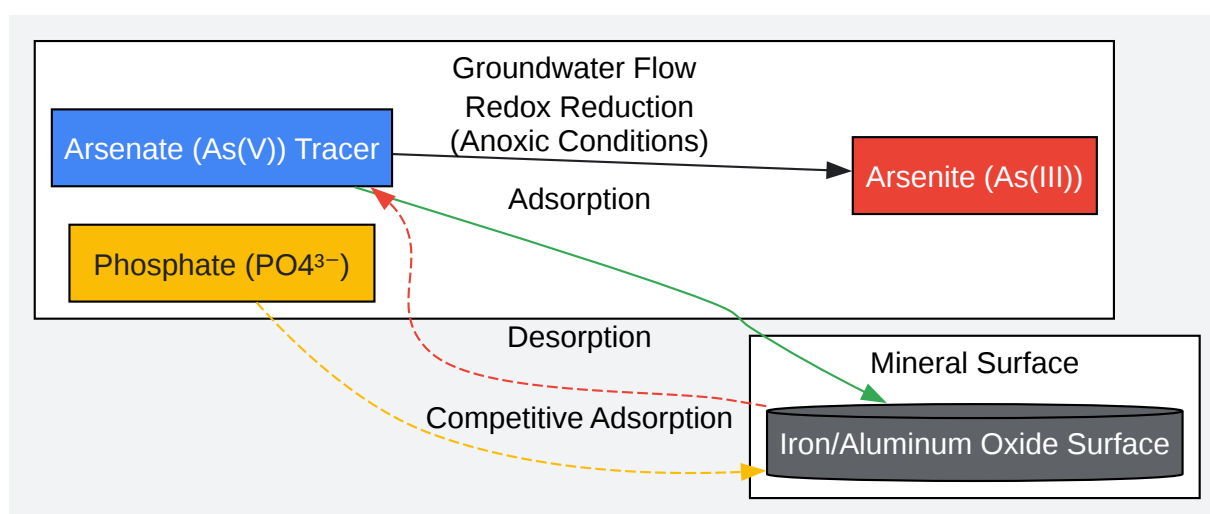 Groundwater Flow
Redox Reduction
(Anoxic Conditions)
Arsenate (As(V)) Tracer
Arsenite (As(III))
Adsorption
Phosphate (PO4³⁻)
Desorption
Mineral Surface
Competitive Adsorption
Iron/Aluminum Oxide Surface